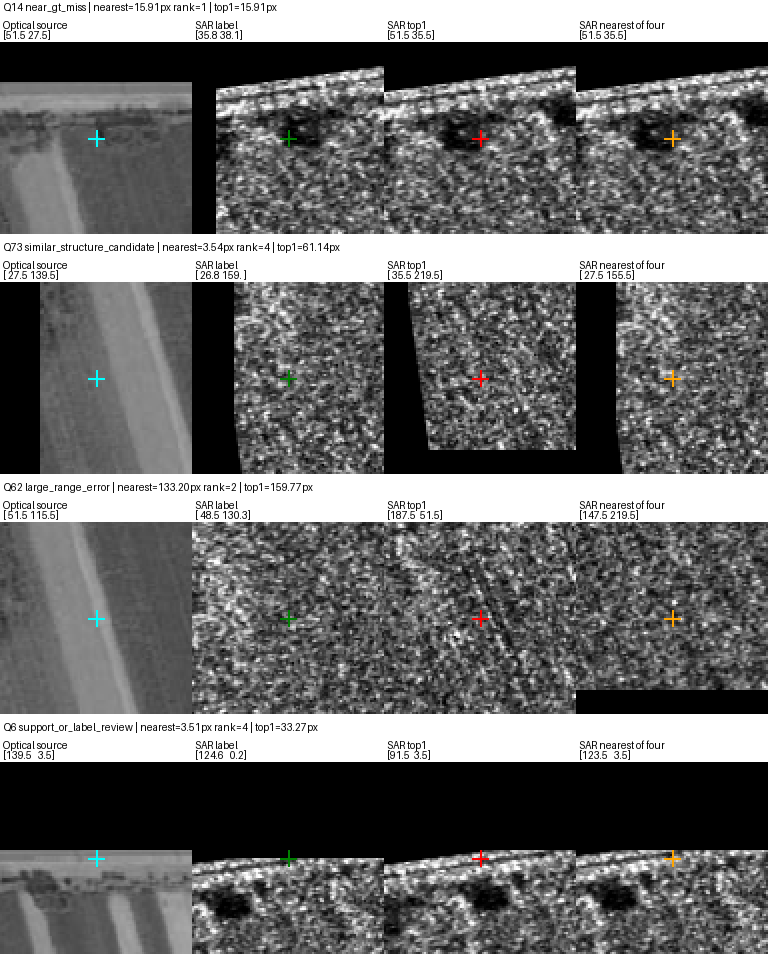 Q14 near_gt_miss | nearest=15.91px rank=1 | top1=15.91px
Optical source SAR label SAR top1 SAR nearest of four
[51.5 27.5] [35.8 38.1] [51.5 35.5] [51.5 35.5]
Q73 similar_structure_candidate | nearest=3.54px rank=4 | top1=61.14px
Optical source SAR label SAR top1 SAR nearest of four
[ 27.5 139.5] [ 26.8 159. ] [ 35.5 219.5] [ 27.5 155.5]
Q62 large_range_error | nearest=133.20px rank=2 | top1=159.77px
Optical source SAR label SAR top1 SAR nearest of four
[ 51.5 115.5] [ 48.5 130.3] [187.5 51.5] [147.5 219.5]
Q6 support_or_label_review | nearest=3.51px rank=4 | top1=33.27px
Optical source SAR label SAR top1 SAR nearest of four
[139.5 3.5] [124.6 0.2] [91.5 3.5] [123.5 3.5]